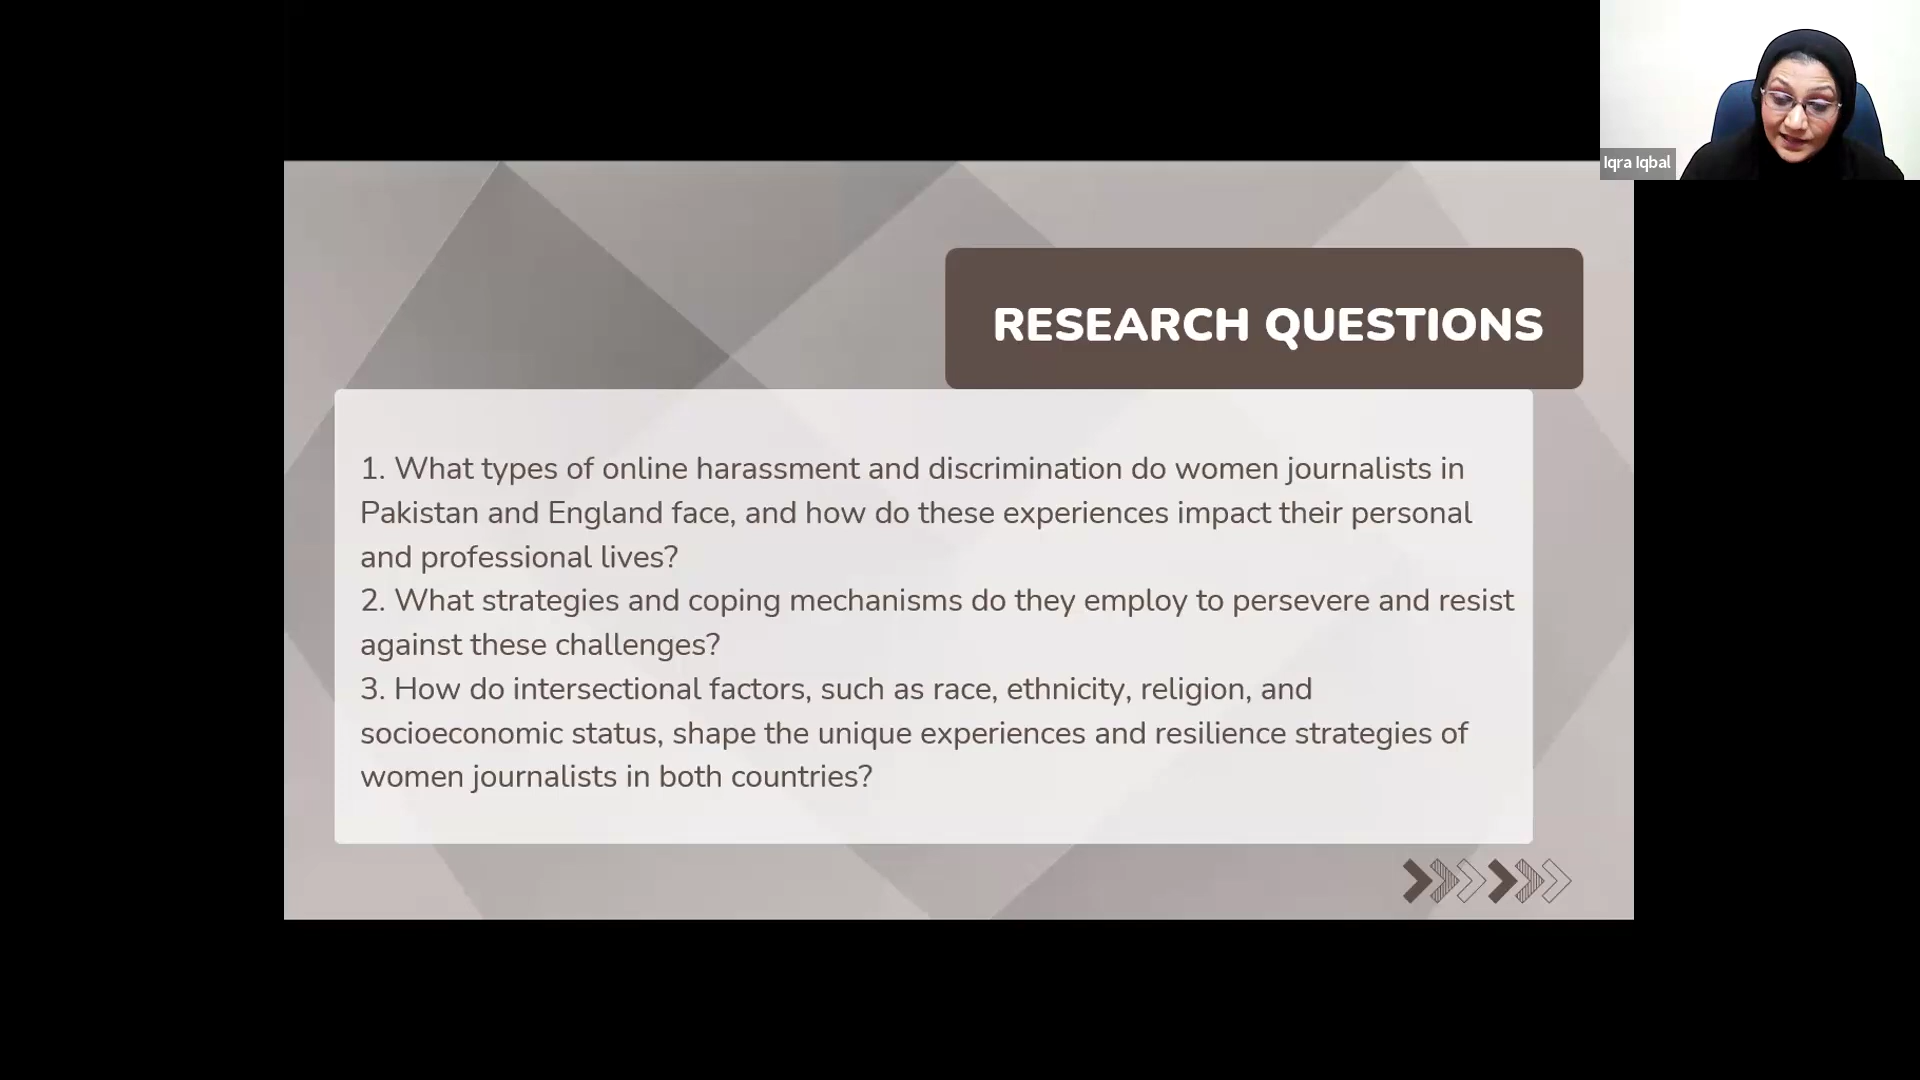 Iqra Iqbal
RESEARCH QUESTIONS
1. What types of online harassment and discrimination do women journalists in
Pakistan and England face, and how do these experiences impact their personal
and professional lives?
2. What strategies and coping mechanisms do they employ to persevere and resist
against these challenges?
3. How do intersectional factors, such as race, ethnicity, religion, and
socioeconomic status, shape the unique experiences and resilience strategies of
women journalists in both countries?